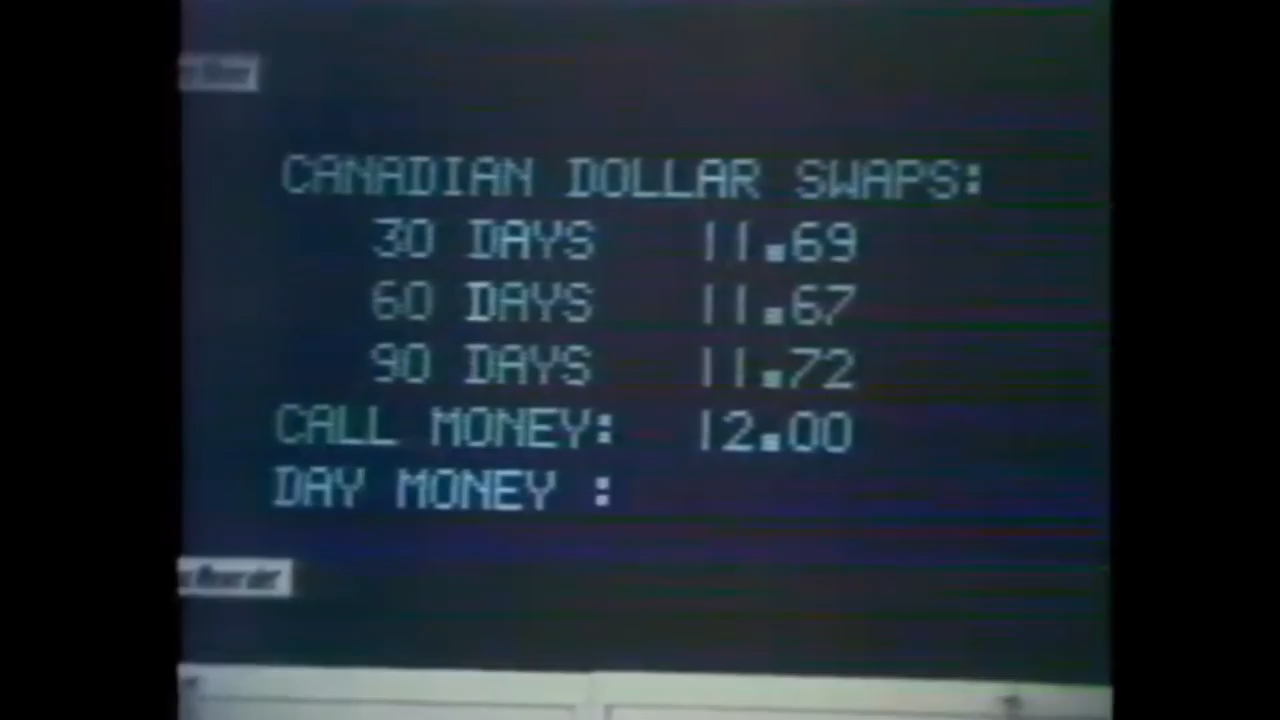 CANADIAN DOLLAR SWAPS:
30 DAYS 11.69
60 DAYS 11.67
90 DAYS 11.72
CALL MONEY: 12.00
DAY MONEY :